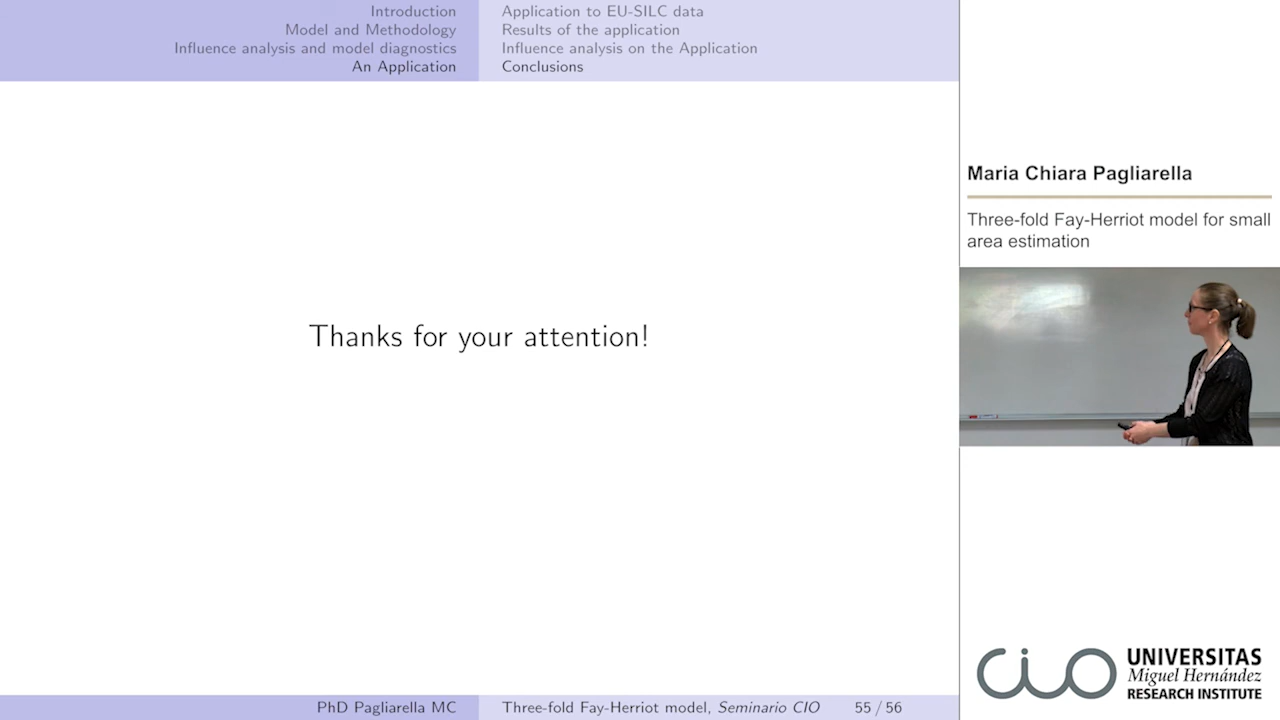 Introduction
Model and Methodology
Influence analysis and model diagnostics
An Application
Application to EU-SILC data
Results of the application
Influence analysis on the Application
Conclusions
Thanks for your attention!
PhD Pagliarella MC
Three-fold Fay-Herriot model, Seminario CIO
55 / 56
Maria Chiara Pagliarella
Three-fold Fay-Herriot model for small
area estimation
cio
UNIVERSITAS
Miguel Hernández
RESEARCH INSTITUTE